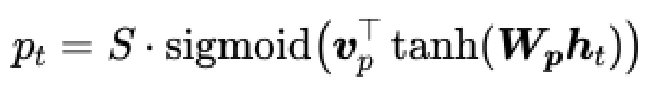 p_t = S · sigmoid(v_p^⊤ tanh(W_p h_t))